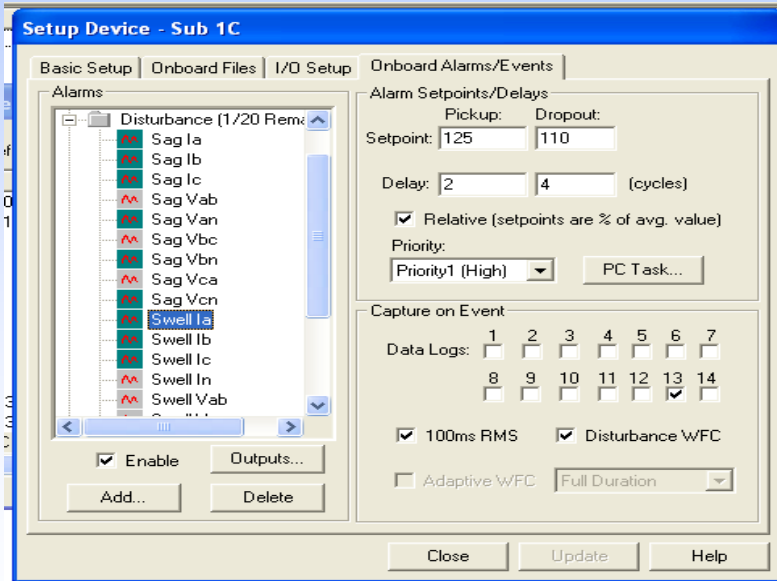 Setup Device - Sub 1C
Basic Setup Onboard Files I/O Setup Onboard Alarms/Events
Alarms
Disturbance (1/20 Rema
Sag Ia
Sag Ib
Sag Ic
Sag Vab
Sag Van
Sag Vbc
Sag Vbn
Sag Vca
Sag Vcn
Swell Ia
Swell Ib
Swell Ic
Swell In
Swell Vab
Enable Outputs...
Add... Delete
Alarm Setpoints/Delays
Pickup: Dropout:
Setpoint: 125 110
Delay: 2 4 (cycles)
Relative (setpoints are % of avg. value)
Priority:
Priority1 (High) PC Task...
Capture on Event
1 2 3 4 5 6 7
Data Logs:
8 9 10 11 12 13 14
100ms RMS Disturbance WFC
Adaptive WFC Full Duration
Close Update Help